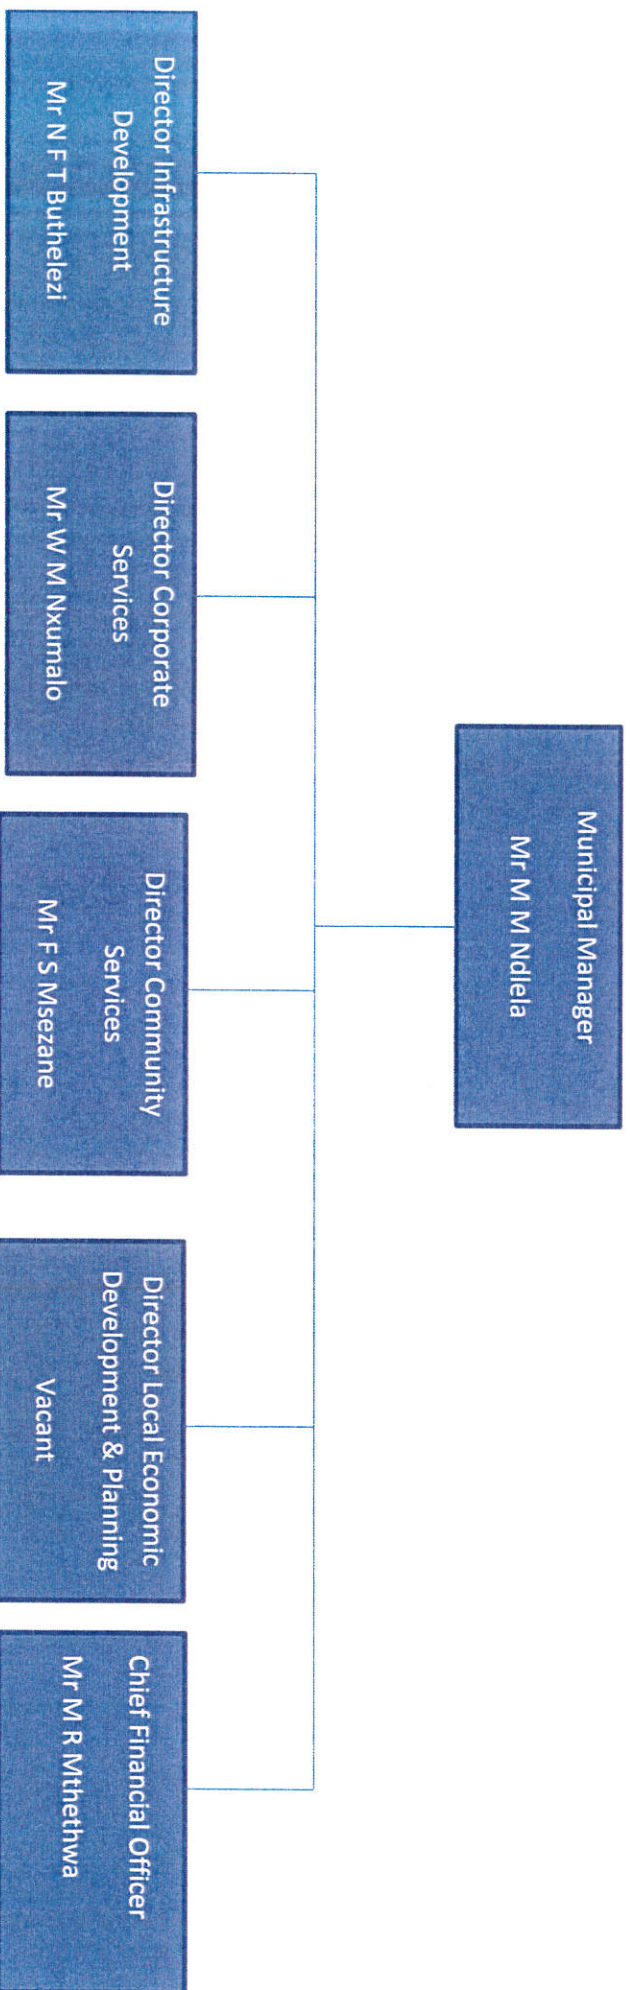 Municipal Manager
Mr M M Ndlela
Director Infrastructure
Development
Mr N F T Buthelezi
Director Corporate
Services
Mr W M Nxumalo
Director Community
Services
Mr F S Msezane
Director Local Economic
Development & Planning
Vacant
Chief Financial Officer
Mr M R Mthethwa